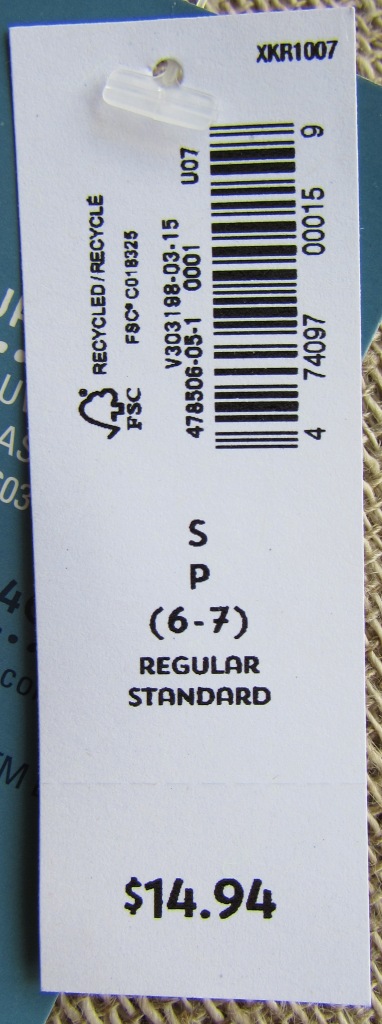 XKR1007
U07
V303198-03-15
478506-05-1 0001
4 74097 00015 9
RECYCLED/RECYCLÉ
FSC® C018325
FSC
S
P
(6-7)
REGULAR
STANDARD
$14.94